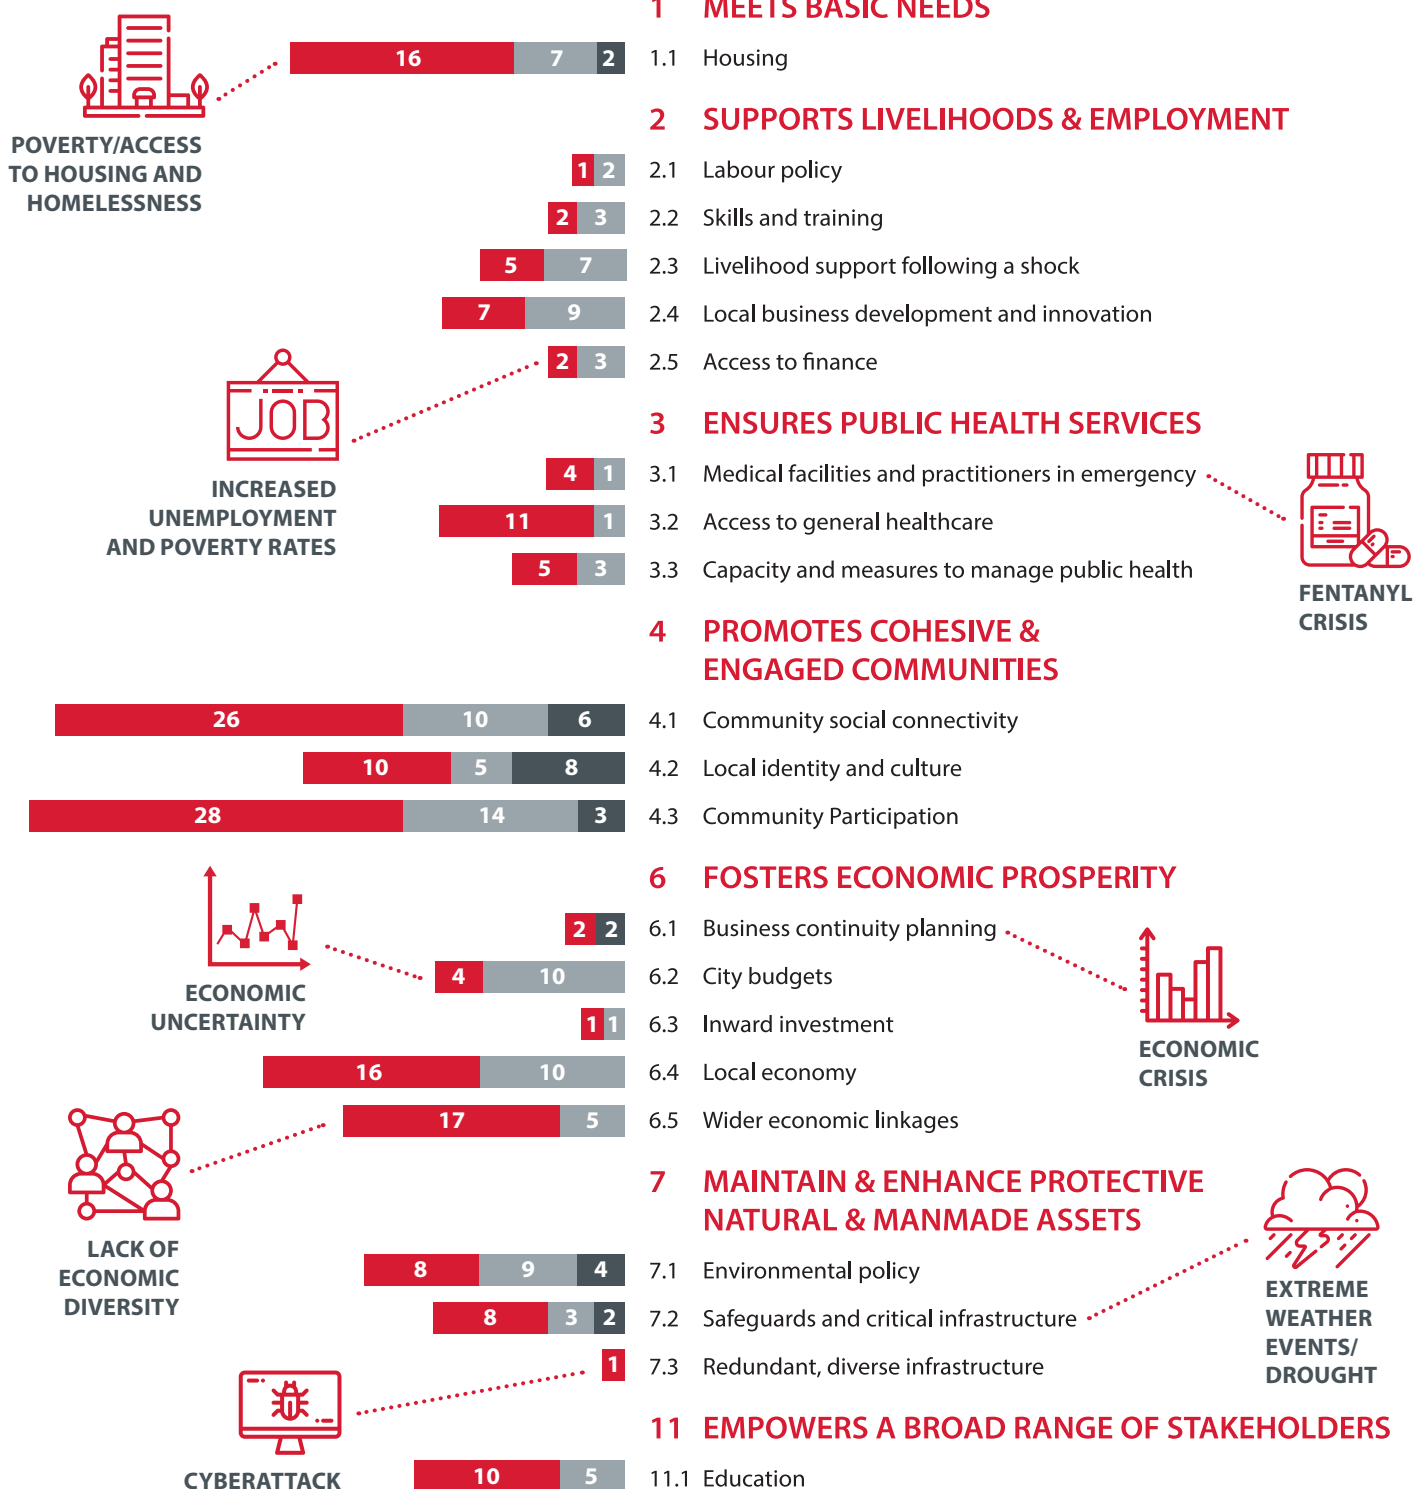 1 MEETS BASIC NEEDS
16 7 2 1.1 Housing
POVERTY/ACCESS
TO HOUSING AND
HOMELESSNESS
2 SUPPORTS LIVELIHOODS & EMPLOYMENT
1 2 2.1 Labour policy
2 3 2.2 Skills and training
5 7 2.3 Livelihood support following a shock
7 9 2.4 Local business development and innovation
2 3 2.5 Access to finance
JOB
INCREASED
UNEMPLOYMENT
AND POVERTY RATES
3 ENSURES PUBLIC HEALTH SERVICES
4 1 3.1 Medical facilities and practitioners in emergency
11 1 3.2 Access to general healthcare
5 3 3.3 Capacity and measures to manage public health
FENTANYL
CRISIS
4 PROMOTES COHESIVE &
ENGAGED COMMUNITIES
26 10 6 4.1 Community social connectivity
10 5 8 4.2 Local identity and culture
28 14 3 4.3 Community Participation
6 FOSTERS ECONOMIC PROSPERITY
2 2 6.1 Business continuity planning
4 10 6.2 City budgets
1 1 6.3 Inward investment
16 10 6.4 Local economy
17 5 6.5 Wider economic linkages
ECONOMIC
UNCERTAINTY
ECONOMIC
CRISIS
LACK OF
ECONOMIC
DIVERSITY
7 MAINTAIN & ENHANCE PROTECTIVE
NATURAL & MANMADE ASSETS
8 9 4 7.1 Environmental policy
8 3 2 7.2 Safeguards and critical infrastructure
1 7.3 Redundant, diverse infrastructure
EXTREME
WEATHER
EVENTS/
DROUGHT
CYBERATTACK
11 EMPOWERS A BROAD RANGE OF STAKEHOLDERS
10 5 11.1 Education